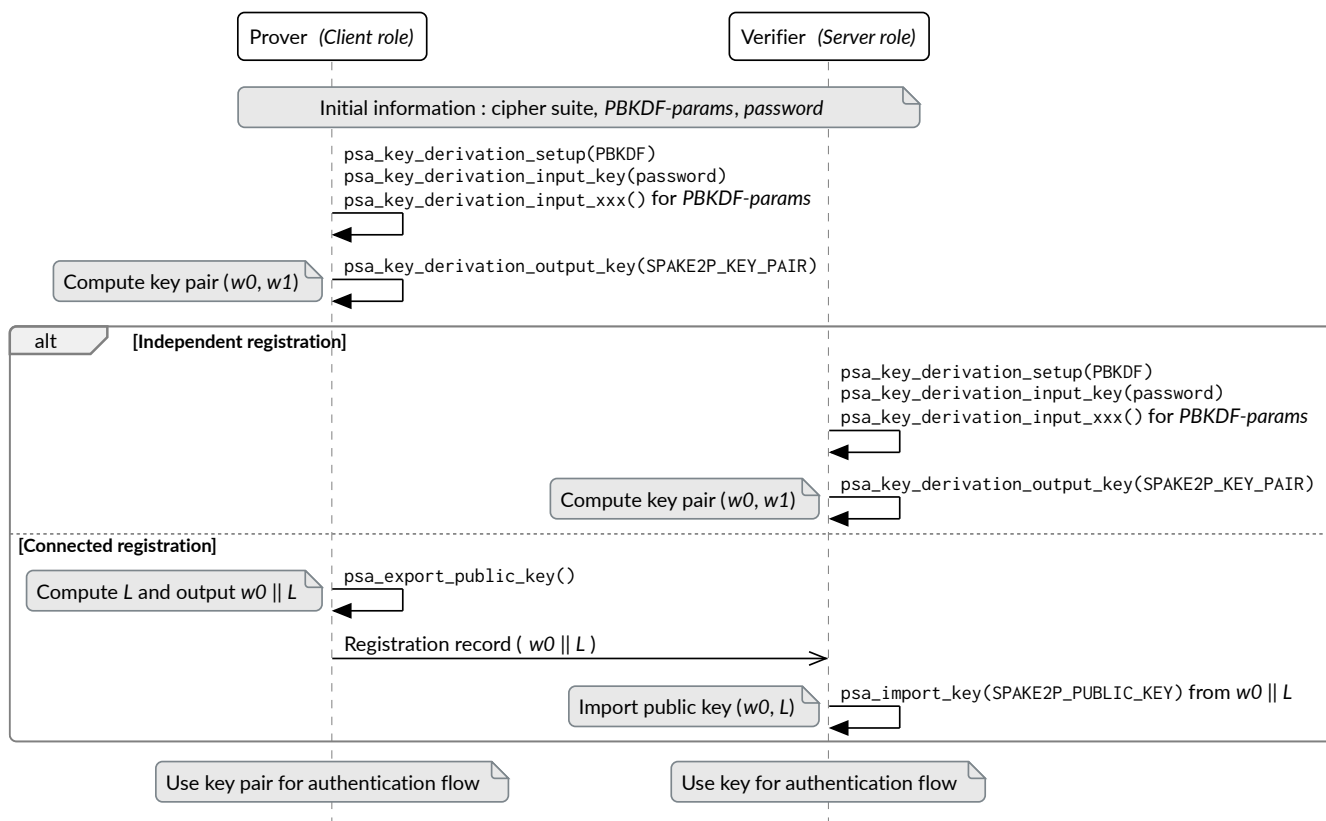 Prover (Client role)
Verifier (Server role)
Initial information : cipher suite, PBKDF-params, password
psa_key_derivation_setup(PBKDF)
psa_key_derivation_input_key(password)
psa_key_derivation_input_xxx() for PBKDF-params
Compute key pair (w0, w1)
psa_key_derivation_output_key(SPAKE2P_KEY_PAIR)
alt
[Independent registration]
psa_key_derivation_setup(PBKDF)
psa_key_derivation_input_key(password)
psa_key_derivation_input_xxx() for PBKDF-params
Compute key pair (w0, w1)
psa_key_derivation_output_key(SPAKE2P_KEY_PAIR)
[Connected registration]
Compute L and output w0 || L
psa_export_public_key()
Registration record ( w0 || L )
Import public key (w0, L)
psa_import_key(SPAKE2P_PUBLIC_KEY) from w0 || L
Use key pair for authentication flow
Use key for authentication flow